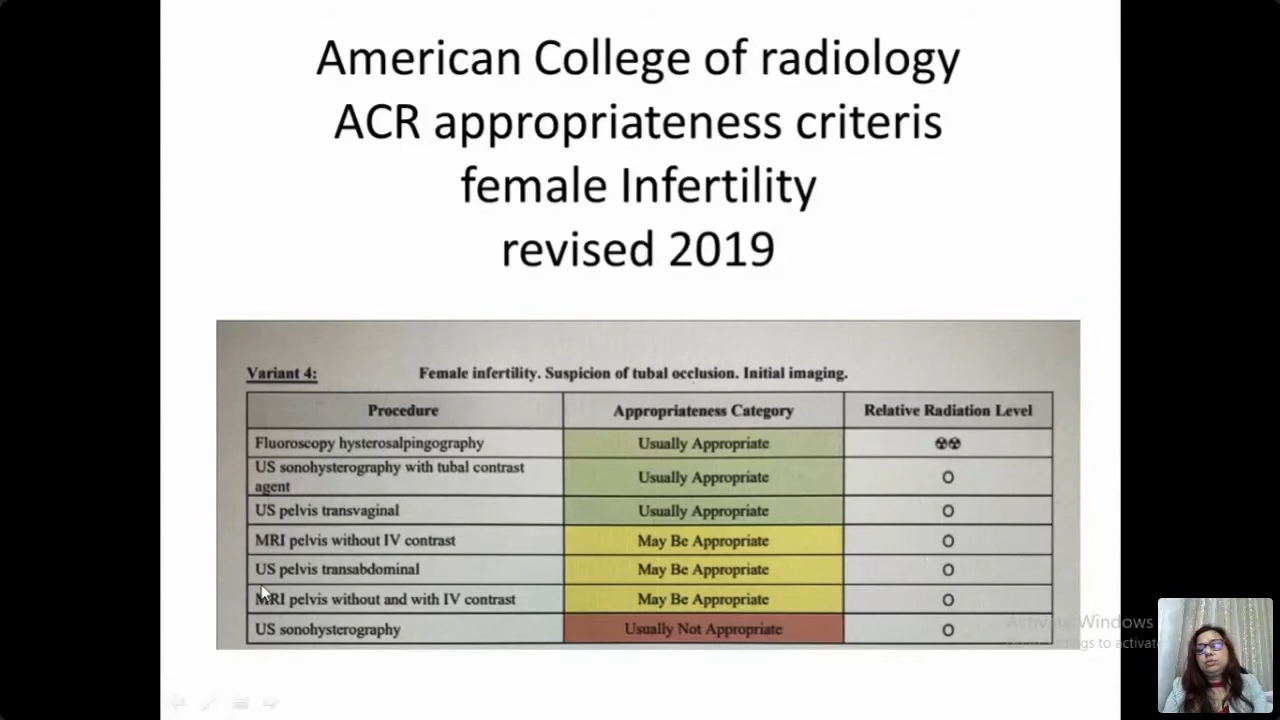 American College of radiology
ACR appropriateness criteris
female Infertility
revised 2019
Variant 4: Female infertility. Suspicion of tubal occlusion. Initial imaging.
Procedure Appropriateness Category Relative Radiation Level
Fluoroscopy hysterosalpingography Usually Appropriate ☢☢
US sonohysterography with tubal contrast
agent Usually Appropriate O
US pelvis transvaginal Usually Appropriate O
MRI pelvis without IV contrast May Be Appropriate O
US pelvis transabdominal May Be Appropriate O
MRI pelvis without and with IV contrast May Be Appropriate O
US sonohysterography Usually Not Appropriate O
Activate Windows
to activate